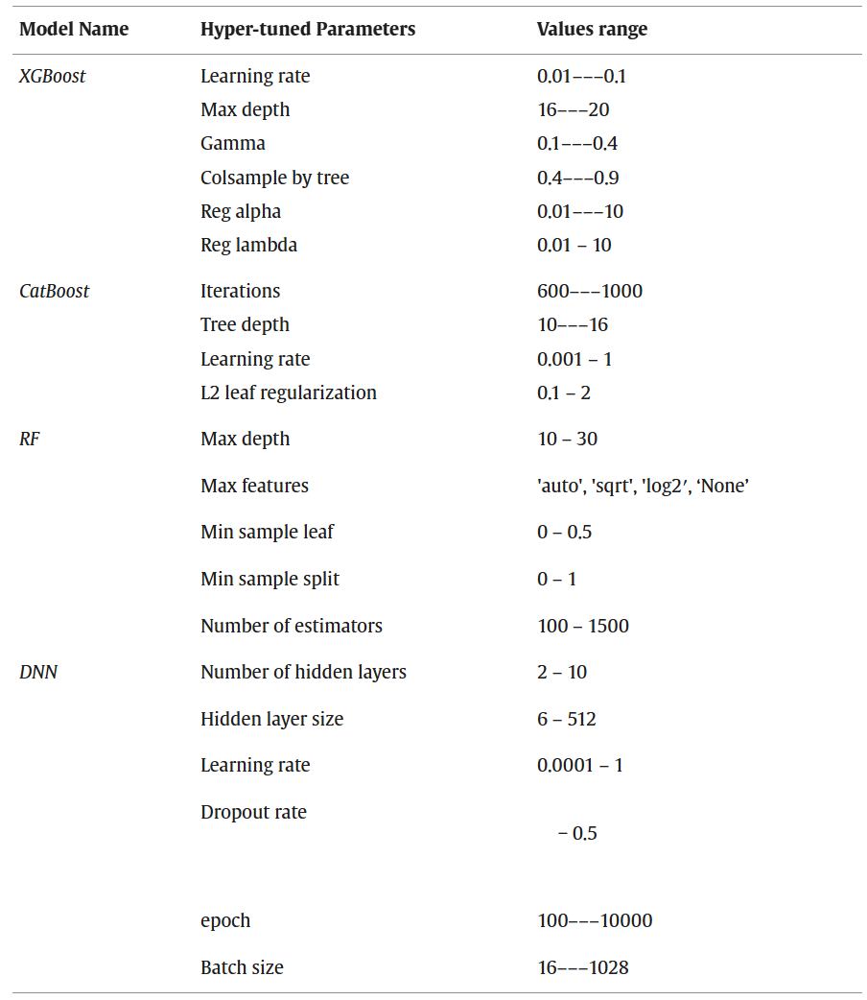 Model Name Hyper-tuned Parameters Values range
XGBoost Learning rate 0.01−−−0.1
Max depth 16−−−20
Gamma 0.1−−−0.4
Colsample by tree 0.4−−−0.9
Reg alpha 0.01−−−10
Reg lambda 0.01 – 10
CatBoost Iterations 600−−−1000
Tree depth 10−−−16
Learning rate 0.001 – 1
L2 leaf regularization 0.1 – 2
RF Max depth 10 – 30
Max features 'auto', 'sqrt', 'log2′, ‘None’
Min sample leaf 0 – 0.5
Min sample split 0 – 1
Number of estimators 100 – 1500
DNN Number of hidden layers 2 – 10
Hidden layer size 6 – 512
Learning rate 0.0001 – 1
Dropout rate
– 0.5
epoch 100−−−10000
Batch size 16−−−1028